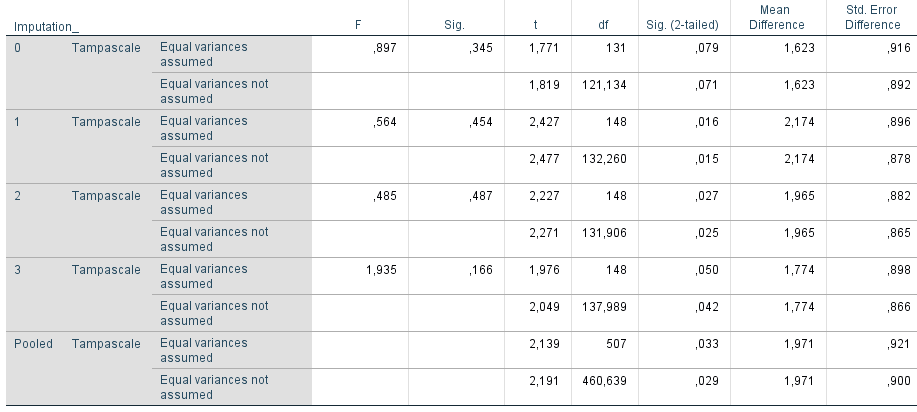 Imputation_ F Sig. t df Sig. (2-tailed) Mean Difference Std. Error Difference
0 Tampascale Equal variances assumed ,897 ,345 1,771 131 ,079 1,623 ,916
Equal variances not assumed 1,819 121,134 ,071 1,623 ,892
1 Tampascale Equal variances assumed ,564 ,454 2,427 148 ,016 2,174 ,896
Equal variances not assumed 2,477 132,260 ,015 2,174 ,878
2 Tampascale Equal variances assumed ,485 ,487 2,227 148 ,027 1,965 ,882
Equal variances not assumed 2,271 131,906 ,025 1,965 ,865
3 Tampascale Equal variances assumed 1,935 ,166 1,976 148 ,050 1,774 ,898
Equal variances not assumed 2,049 137,989 ,042 1,774 ,866
Pooled Tampascale Equal variances assumed 2,139 507 ,033 1,971 ,921
Equal variances not assumed 2,191 460,639 ,029 1,971 ,900